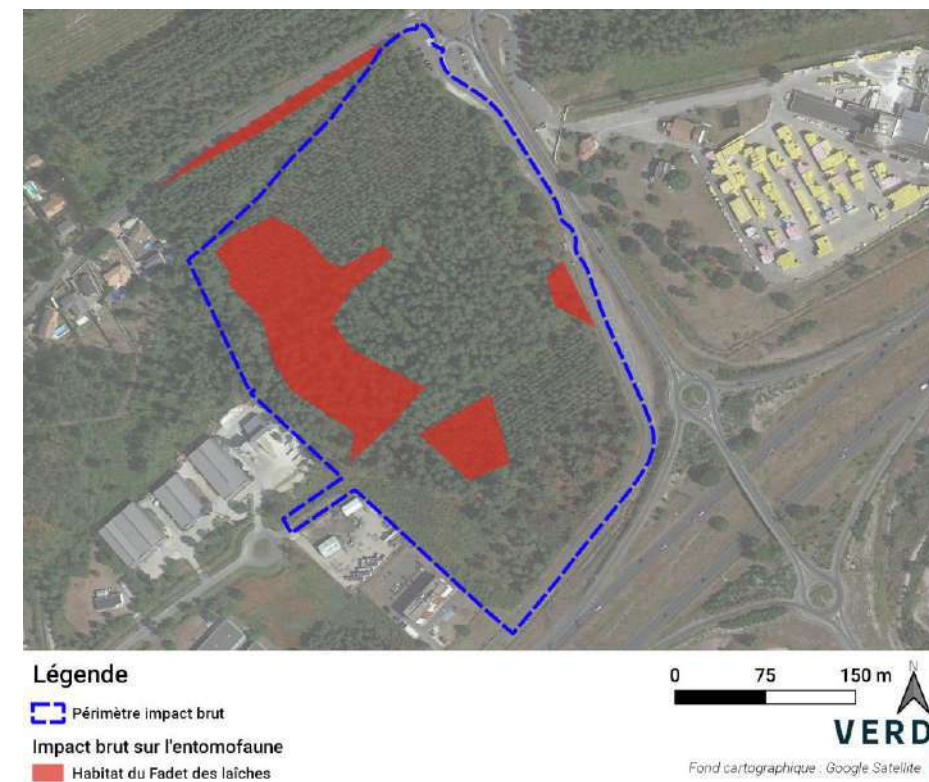 Légende
Périmètre impact brut
Impact brut sur l'entomofaune
Habitat du Fadet des laîches
0 75 150 m
N
VERD
Fond cartographique : Google Satellite